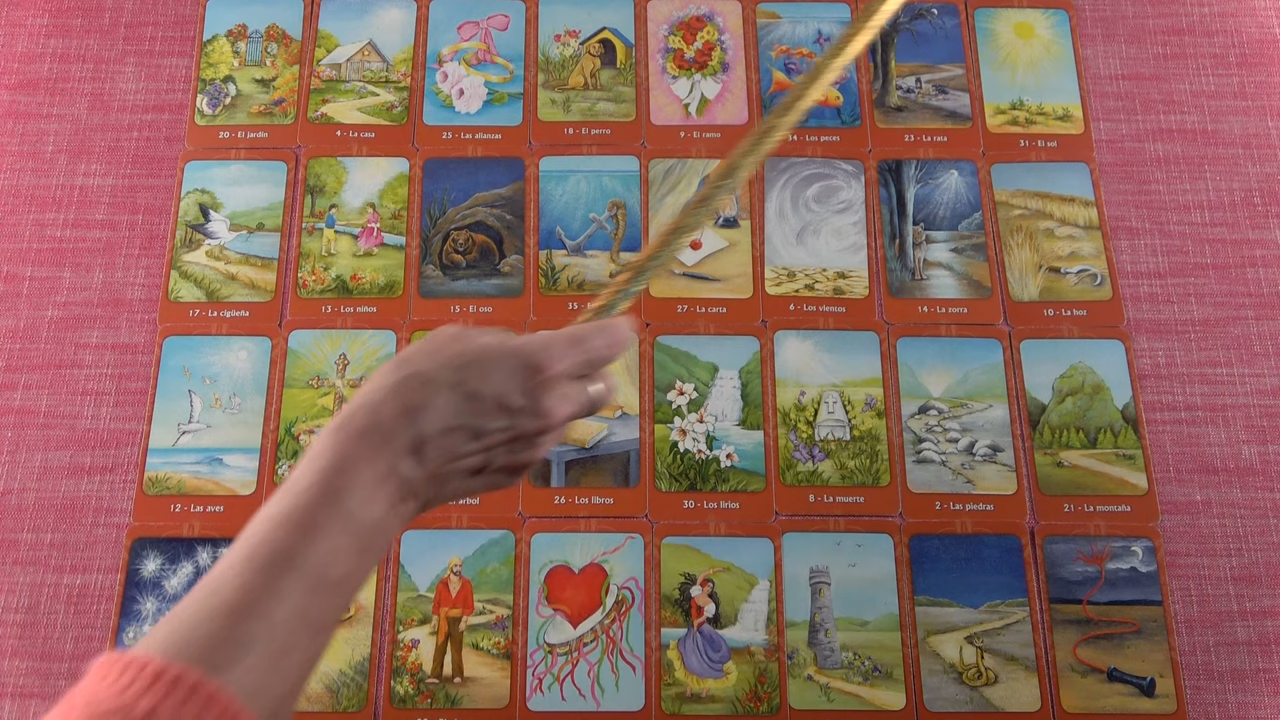 20 - El jardín
4 - La casa
25 - Las alianzas
18 - El perro
9 - El ramo
34 - Los peces
23 - La rata
31 - El sol
17 - La cigüeña
13 - Los niños
15 - El oso
35 -
27 - La carta
6 - Los vientos
14 - La zorra
10 - La hoz
12 - Las aves
árbol
26 - Los libros
30 - Los lirios
8 - La muerte
2 - Las piedras
21 - La montaña